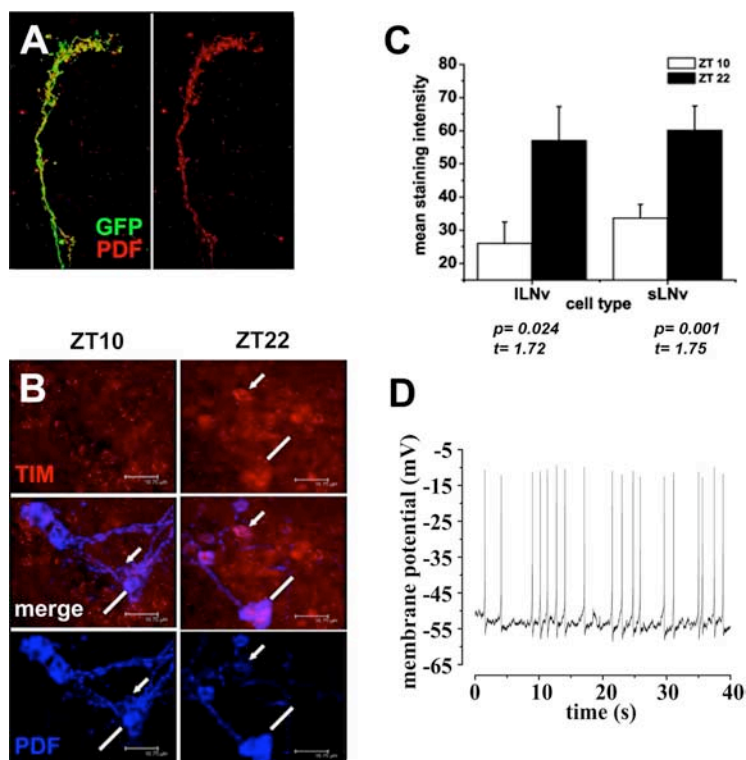 A
GFP
PDF
C
ZT 10
ZT 22
mean staining intensity
80
70
60
50
40
30
20
lLNv
sLNv
cell type
p= 0.024
t= 1.72
p= 0.001
t= 1.75
ZT10
ZT22
B
TIM
merge
PDF
D
membrane potential (mV)
-5
-15
-25
-35
-45
-55
-65
0
10
20
30
40
time (s)